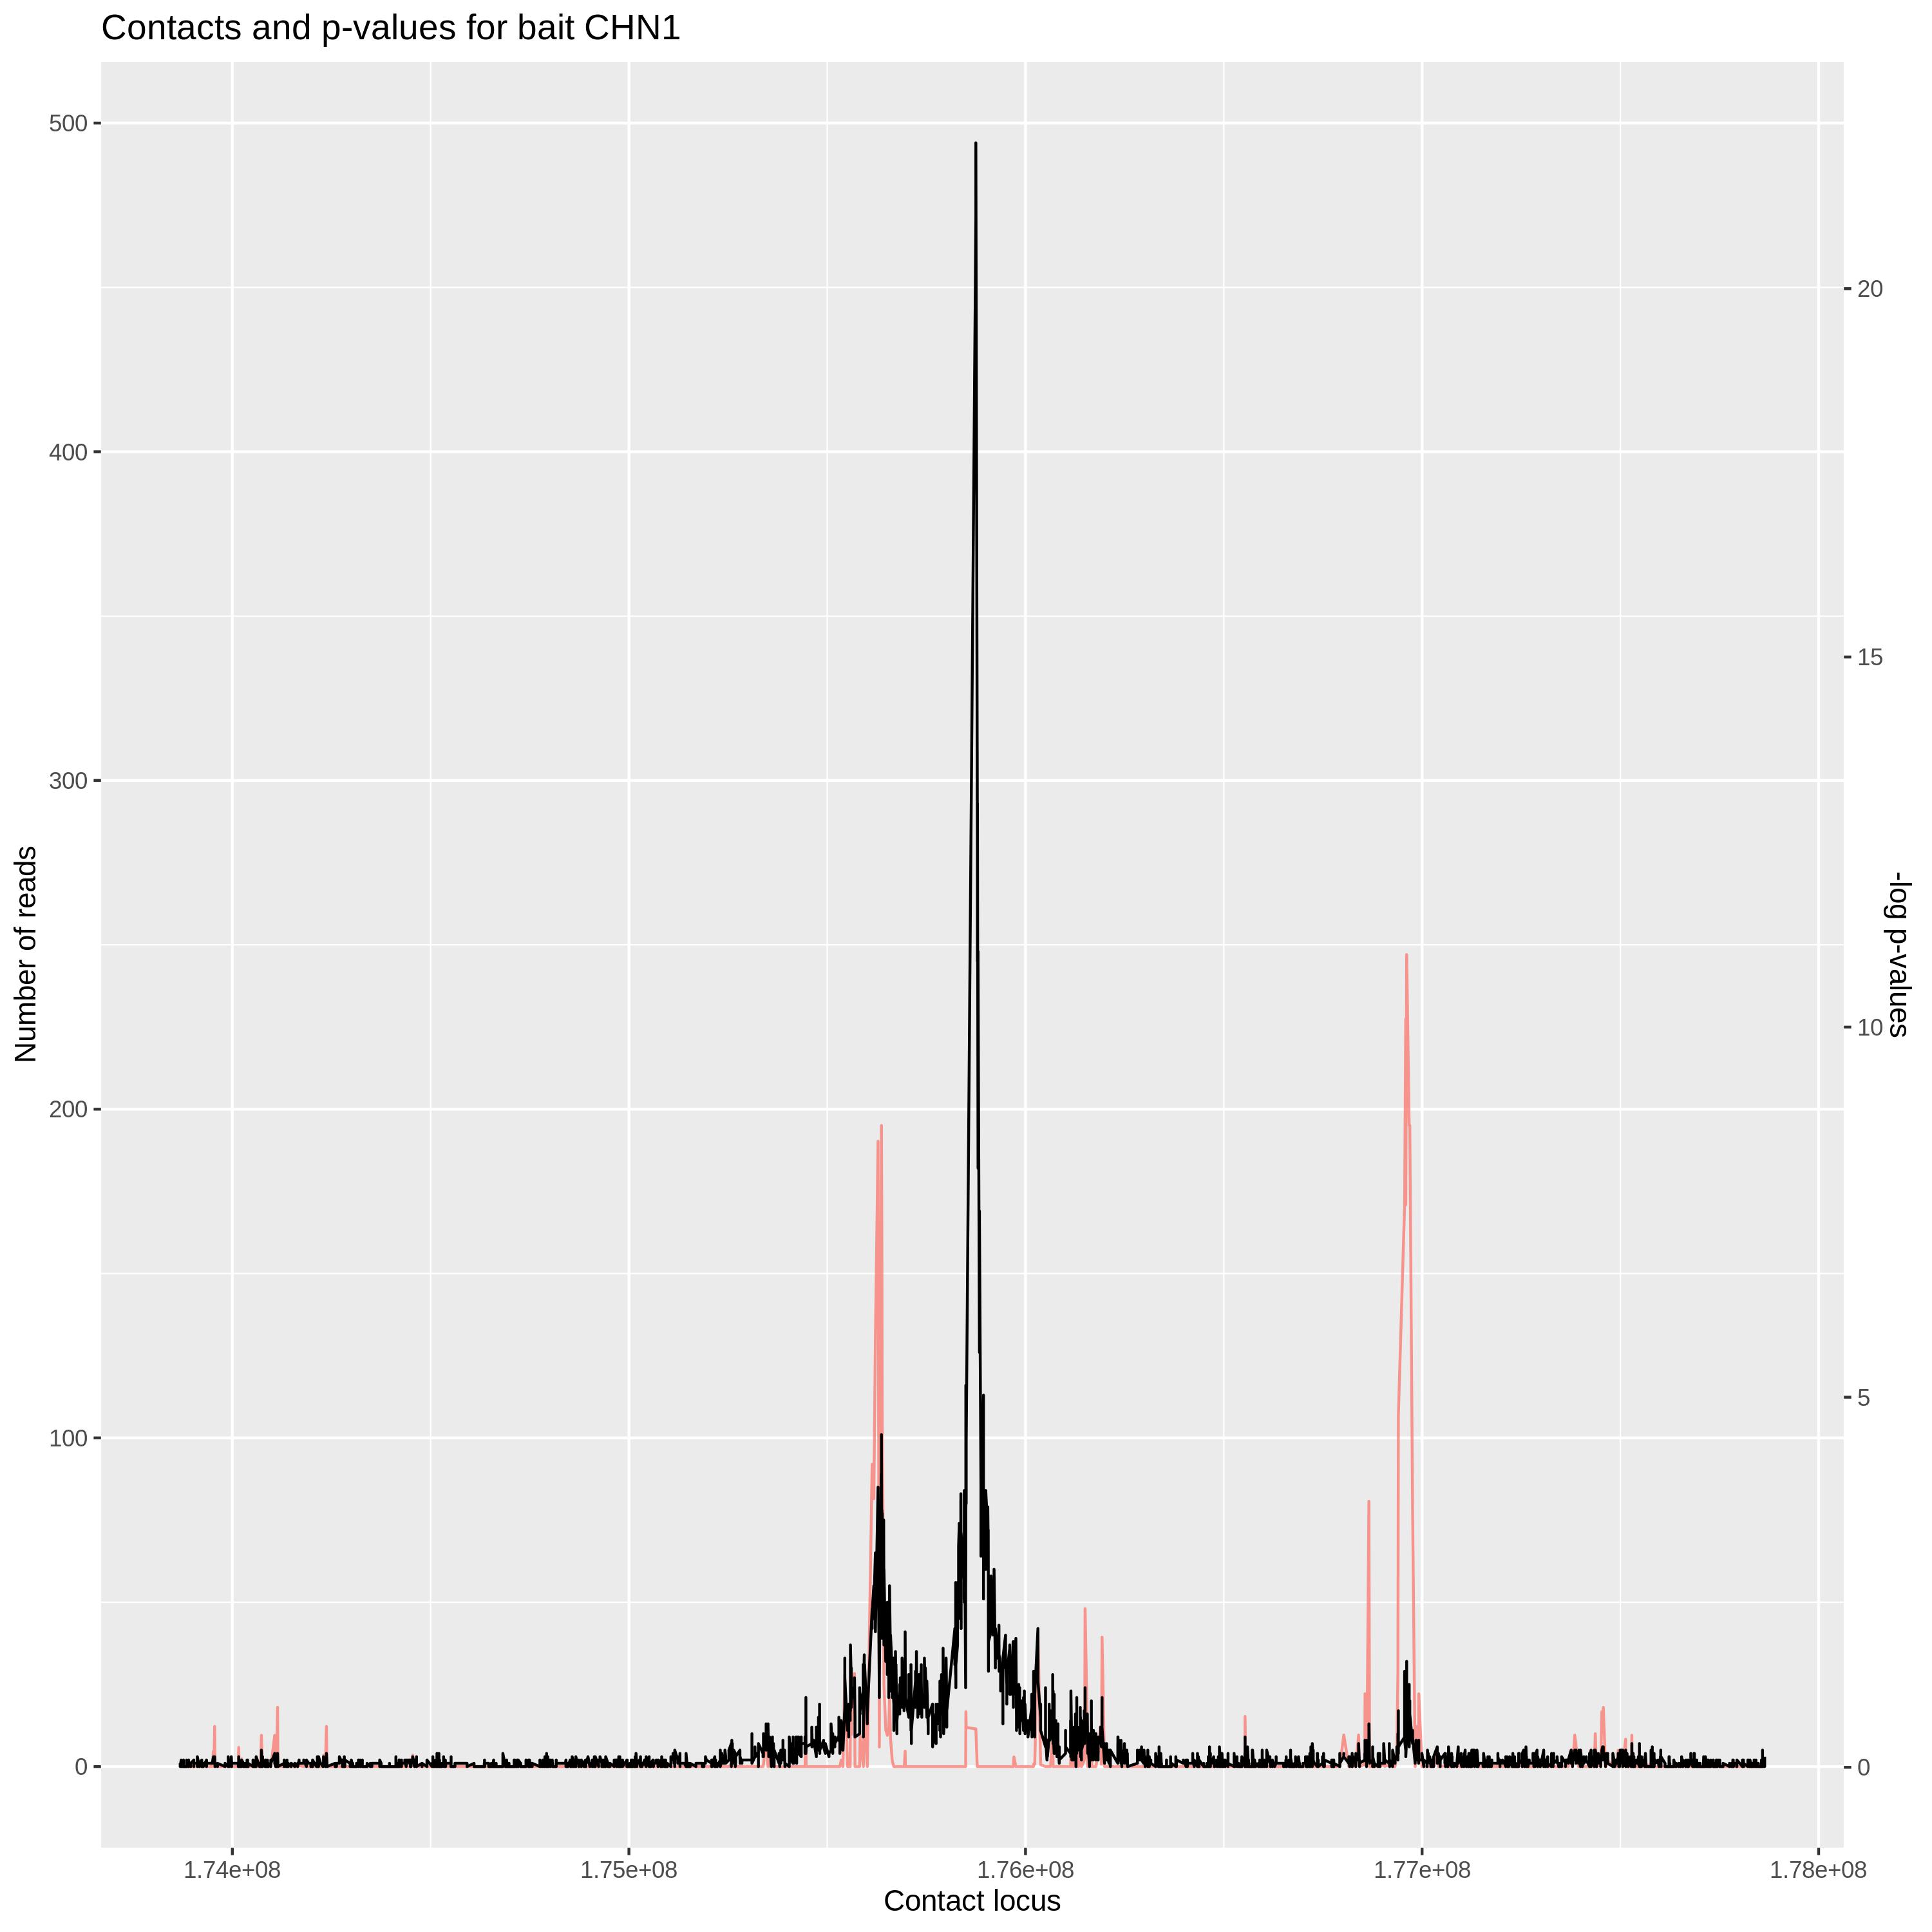 Contacts and p-values for bait CHN1
500
400
300
200
100
0
Number of reads
20
15
10
5
0
-log p-values
1.74e+08
1.75e+08
1.76e+08
1.77e+08
1.78e+08
Contact locus